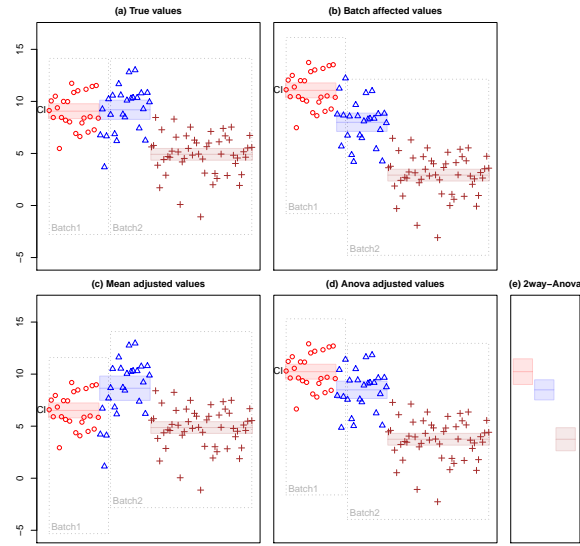 (a) True values
(b) Batch affected values
15
10
5
0
−5
CI
CI
Batch1
Batch2
Batch1
Batch2
(c) Mean adjusted values
(d) Anova adjusted values
(e) 2way−Anova
15
10
5
0
−5
CI
CI
Batch1
Batch2
Batch1
Batch2